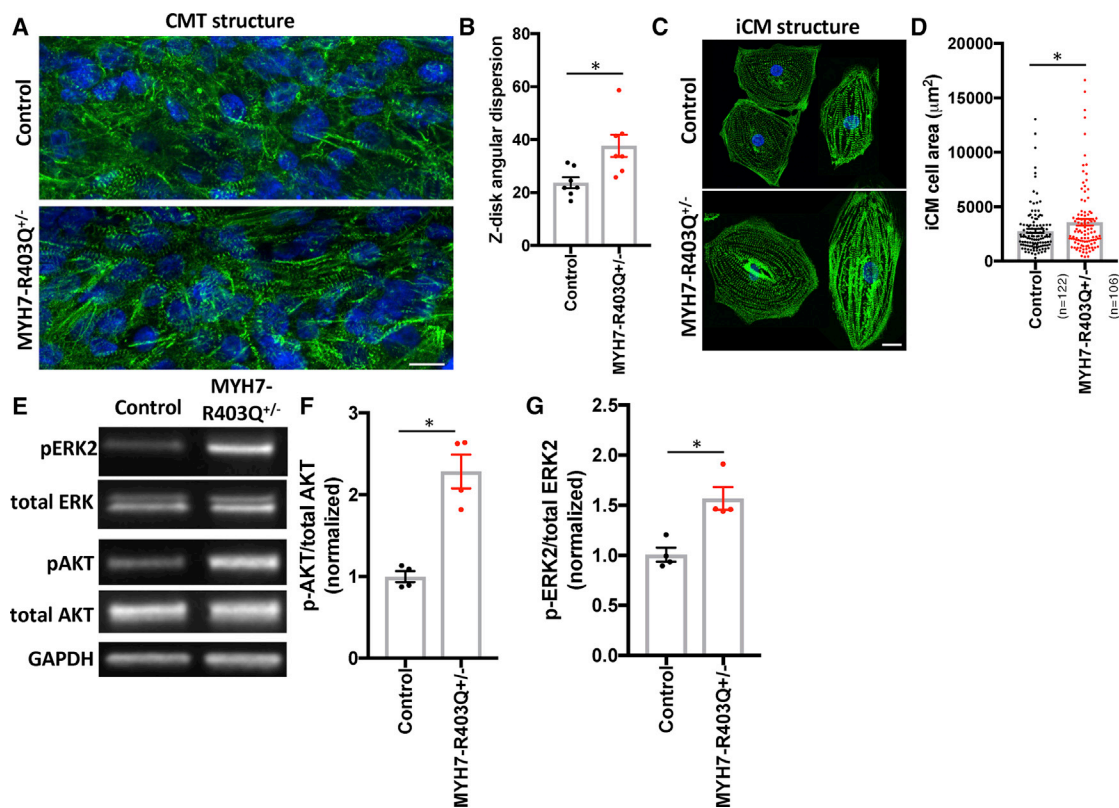 A
CMT structure
Control
MYH7-R403Q+/-
B
Z-disk angular dispersion
60
40
20
0
*
Control
MYH7-R403Q+/-
C
iCM structure
Control
MYH7-R403Q+/-
D
iCM cell area (μm2)
20000
15000
10000
5000
0
*
Control
(n=122)
MYH7-R403Q+/-
(n=106)
E
Control
MYH7-
R403Q+/-
pERK2
total ERK
pAKT
total AKT
GAPDH
F
p-AKT/total AKT
(normalized)
3
2
1
0
*
Control
MYH7-R403Q+/-
G
p-ERK2/total ERK2
(normalized)
2.5
2.0
1.5
1.0
0.5
0.0
*
Control
MYH7-R403Q+/-